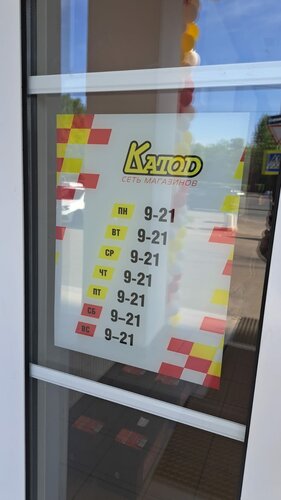 КАТОD
СЕТЬ МАГАЗИНОВ
ПН 9-21
ВТ 9-21
СР 9-21
ЧТ 9-21
ПТ 9-21
СБ 9-21
ВС 9-21